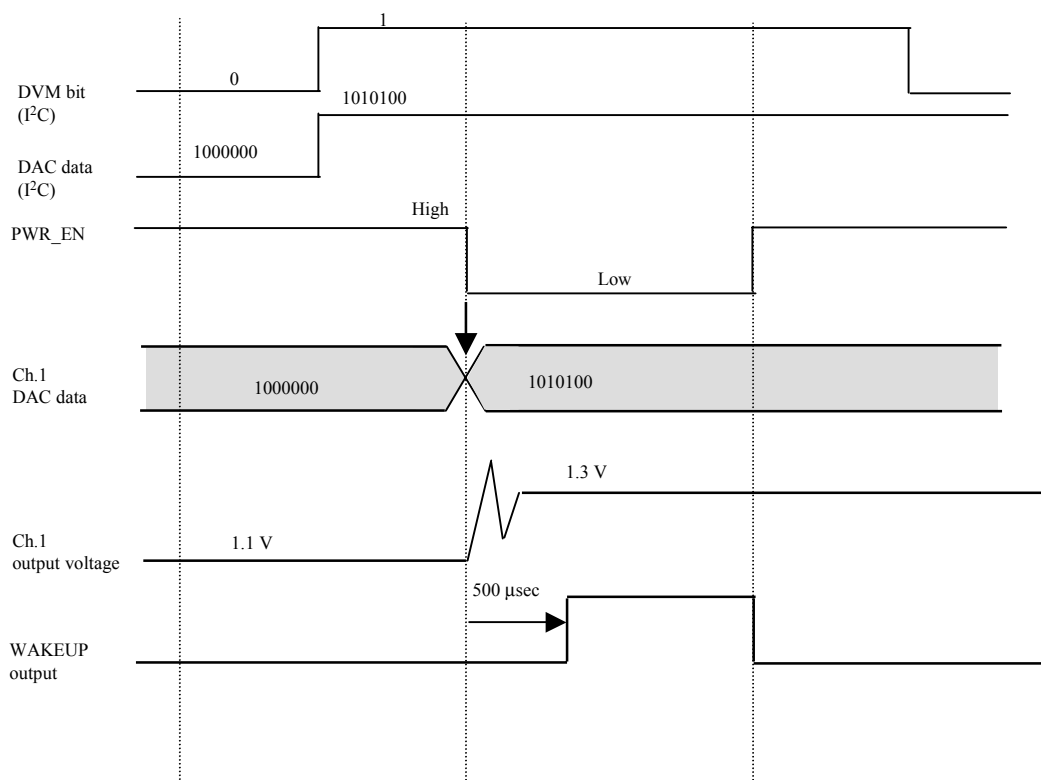 1
0
DVM bit
(I²C)
1010100
1000000
DAC data
(I²C)
High
PWR_EN
Low
Ch.1
DAC data
1000000
1010100
1.3 V
Ch.1
output voltage
1.1 V
500 μsec
WAKEUP
output